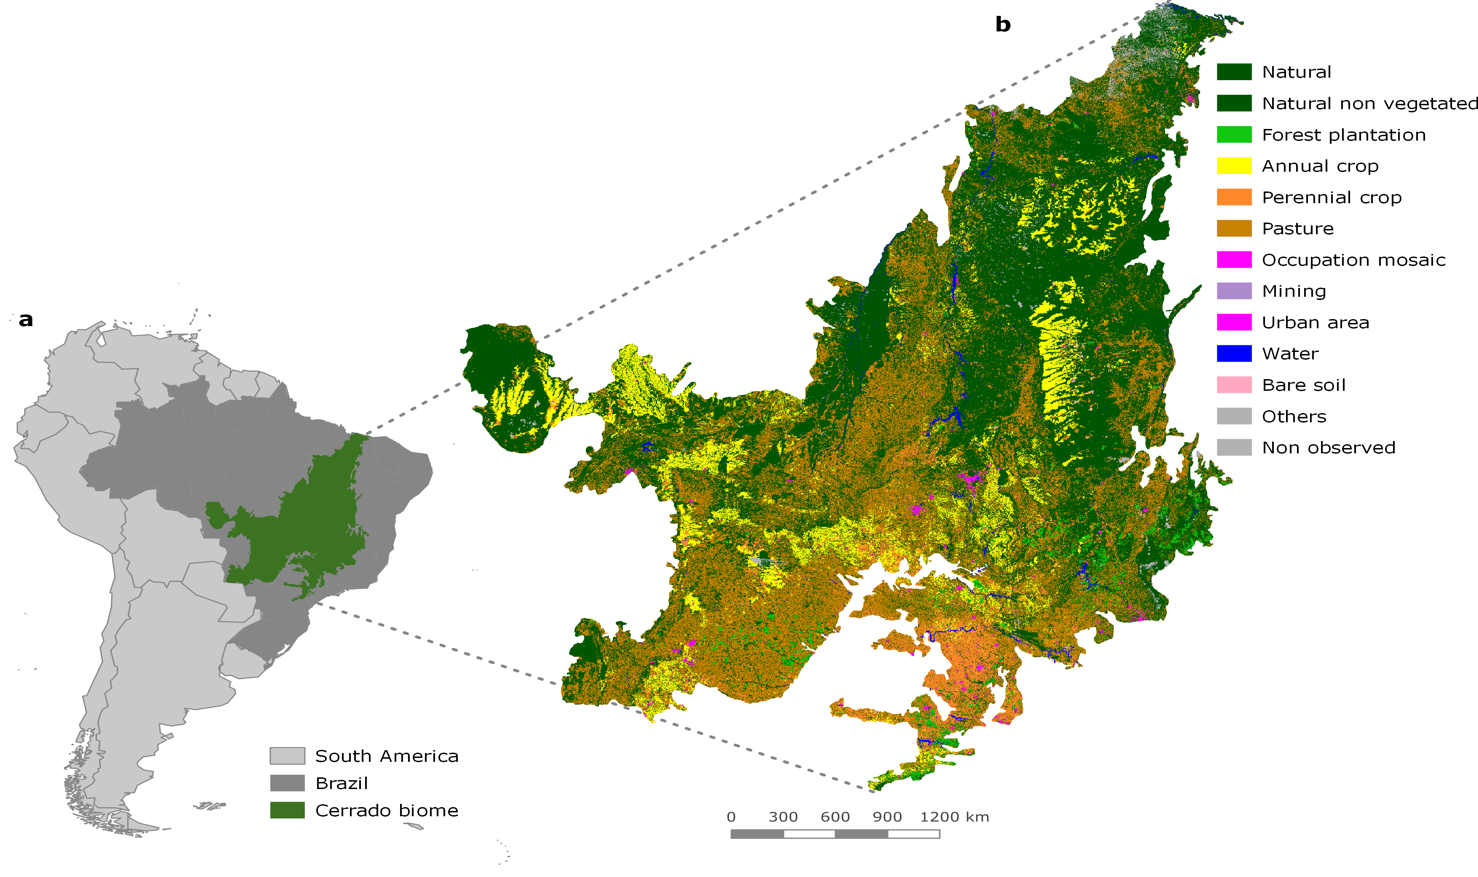 b
Natural
Natural non vegetated
Forest plantation
Annual crop
Perennial crop
Pasture
Occupation mosaic
Mining
Urban area
Water
Bare soil
Others
Non observed
a
South America
Brazil
Cerrado biome
0 300 600 900 1200 km